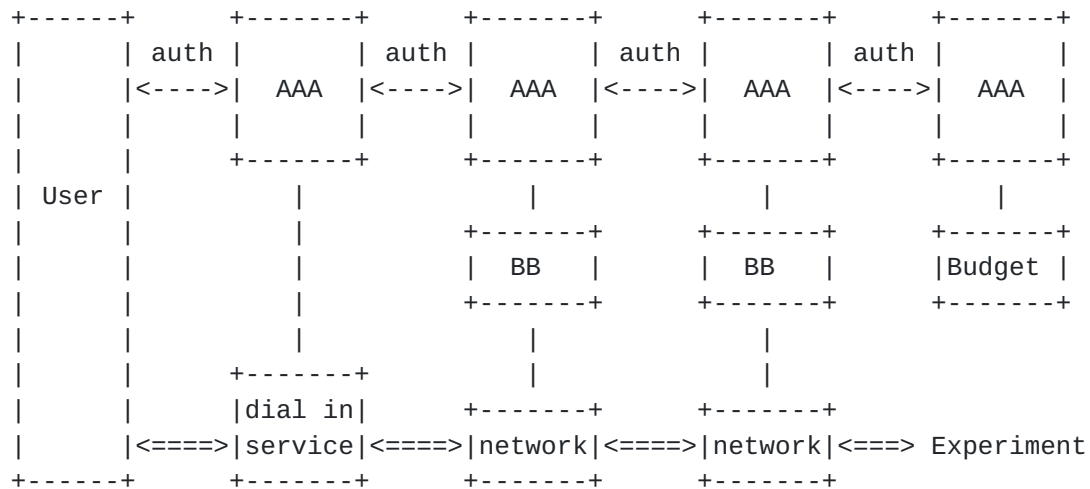 +------+      +-------+      +-------+      +-------+      +-------+
|      | auth |       | auth |       | auth |       | auth |       |
|      |<---->|  AAA  |<---->|  AAA  |<---->|  AAA  |<---->|  AAA  |
|      |      |       |      |       |      |       |      |       |
|      |      +-------+      +-------+      +-------+      +-------+
| User |          |              |              |              |
|      |          |          +-------+      +-------+      +-------+
|      |          |          |  BB   |      |  BB   |      |Budget |
|      |          |          +-------+      +-------+      +-------+
|      |          |              |              |
|      |      +-------+          |              |
|      |      |dial in|      +-------+      +-------+
|      |<====>|service|<====>|network|<====>|network|<===> Experiment
+------+      +-------+      +-------+      +-------+